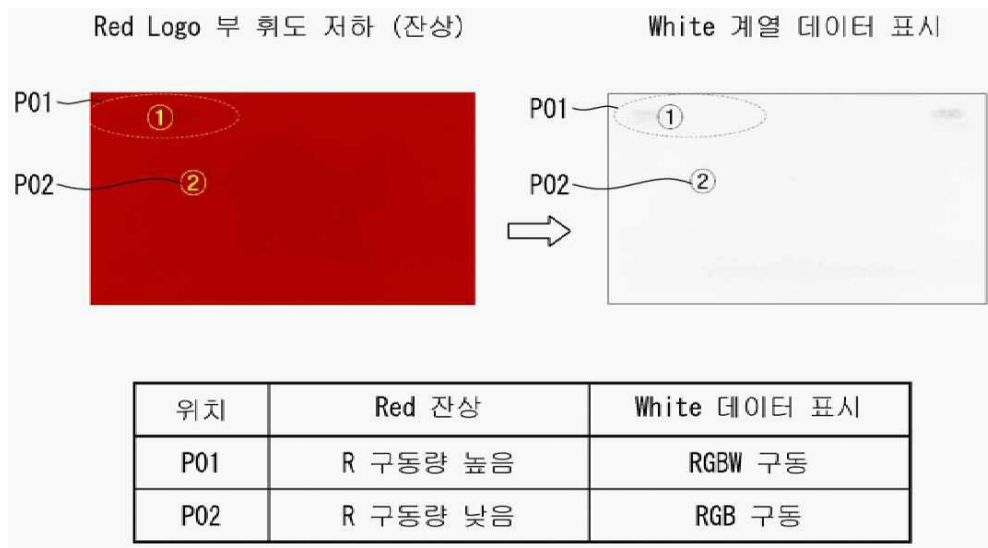 Red Logo 부 휘도 저하 (잔상)
White 계열 데이터 표시
P01
①
P02
②
P01
①
P02
②
위치 Red 잔상 White 데이터 표시
P01 R 구동량 높음 RGBW 구동
P02 R 구동량 낮음 RGB 구동